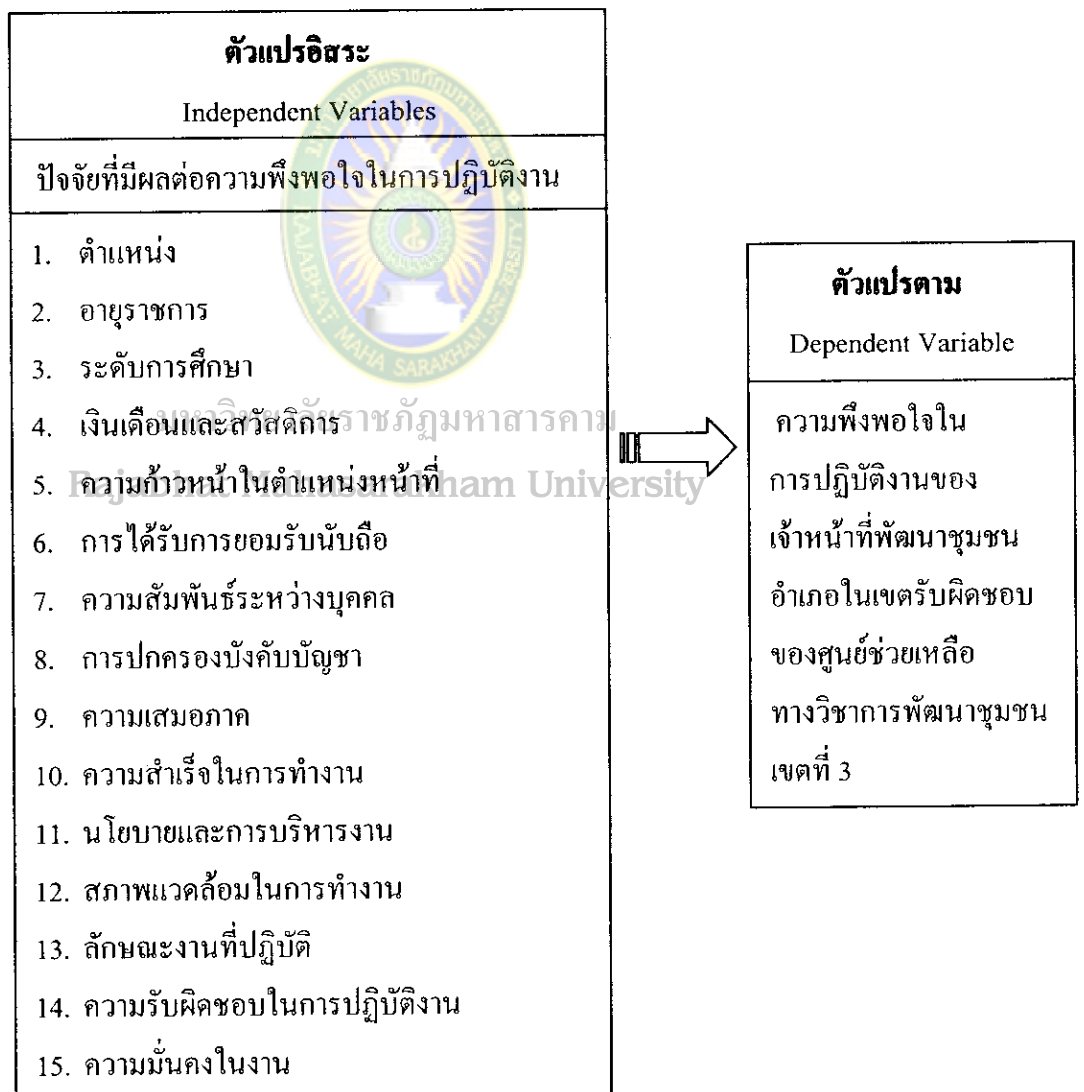 ตัวแปรอิสระ
Independent Variables
ปัจจัยที่มีผลต่อความพึงพอใจในการปฏิบัติงาน
1. ตำแหน่ง
2. อายุราชการ
3. ระดับการศึกษา
4. เงินเดือนและสวัสดิการ
5. ความก้าวหน้าในตำแหน่งหน้าที่
6. การได้รับการยอมรับนับถือ
7. ความสัมพันธ์ระหว่างบุคคล
8. การปกครองบังคับบัญชา
9. ความเสมอภาค
10. ความสำเร็จในการทำงาน
11. นโยบายและการบริหารงาน
12. สภาพแวดล้อมในการทำงาน
13. ลักษณะงานที่ปฏิบัติ
14. ความรับผิดชอบในการปฏิบัติงาน
15. ความมั่นคงในงาน
ตัวแปรตาม
Dependent Variable
ความพึงพอใจใน
การปฏิบัติงานของ
เจ้าหน้าที่พัฒนาชุมชน
อำเภอในเขตรับผิดชอบ
ของศูนย์ช่วยเหลือ
ทางวิชาการพัฒนาชุมชน
เขตที่ 3
มหาวิทยาลัยราชภัฏมหาสารคาม
Rajabhat Mahasarakham University
RAJABHAT MAHA SARAKHAM UNIVERSITY